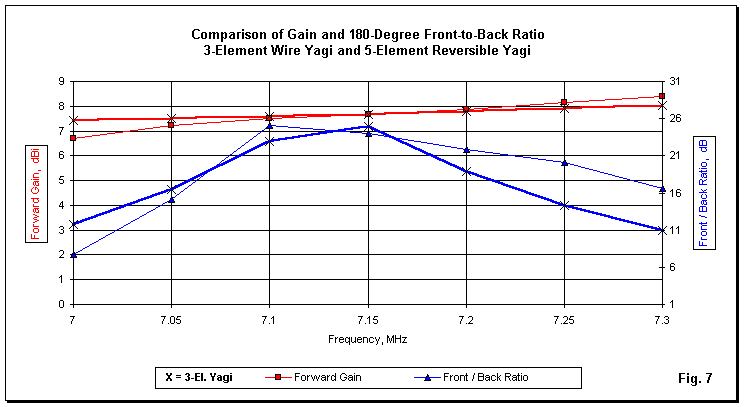 Comparison of Gain and 180-Degree Front-to-Back Ratio
3-Element Wire Yagi and 5-Element Reversible Yagi
9
8
7
6
5
4
3
2
1
0
Forward Gain, dBi
31
26
21
16
11
6
1
Front / Back Ratio, dB
7 7.05 7.1 7.15 7.2 7.25 7.3
Frequency, MHz
X = 3-El. Yagi Forward Gain Front / Back Ratio
Fig. 7